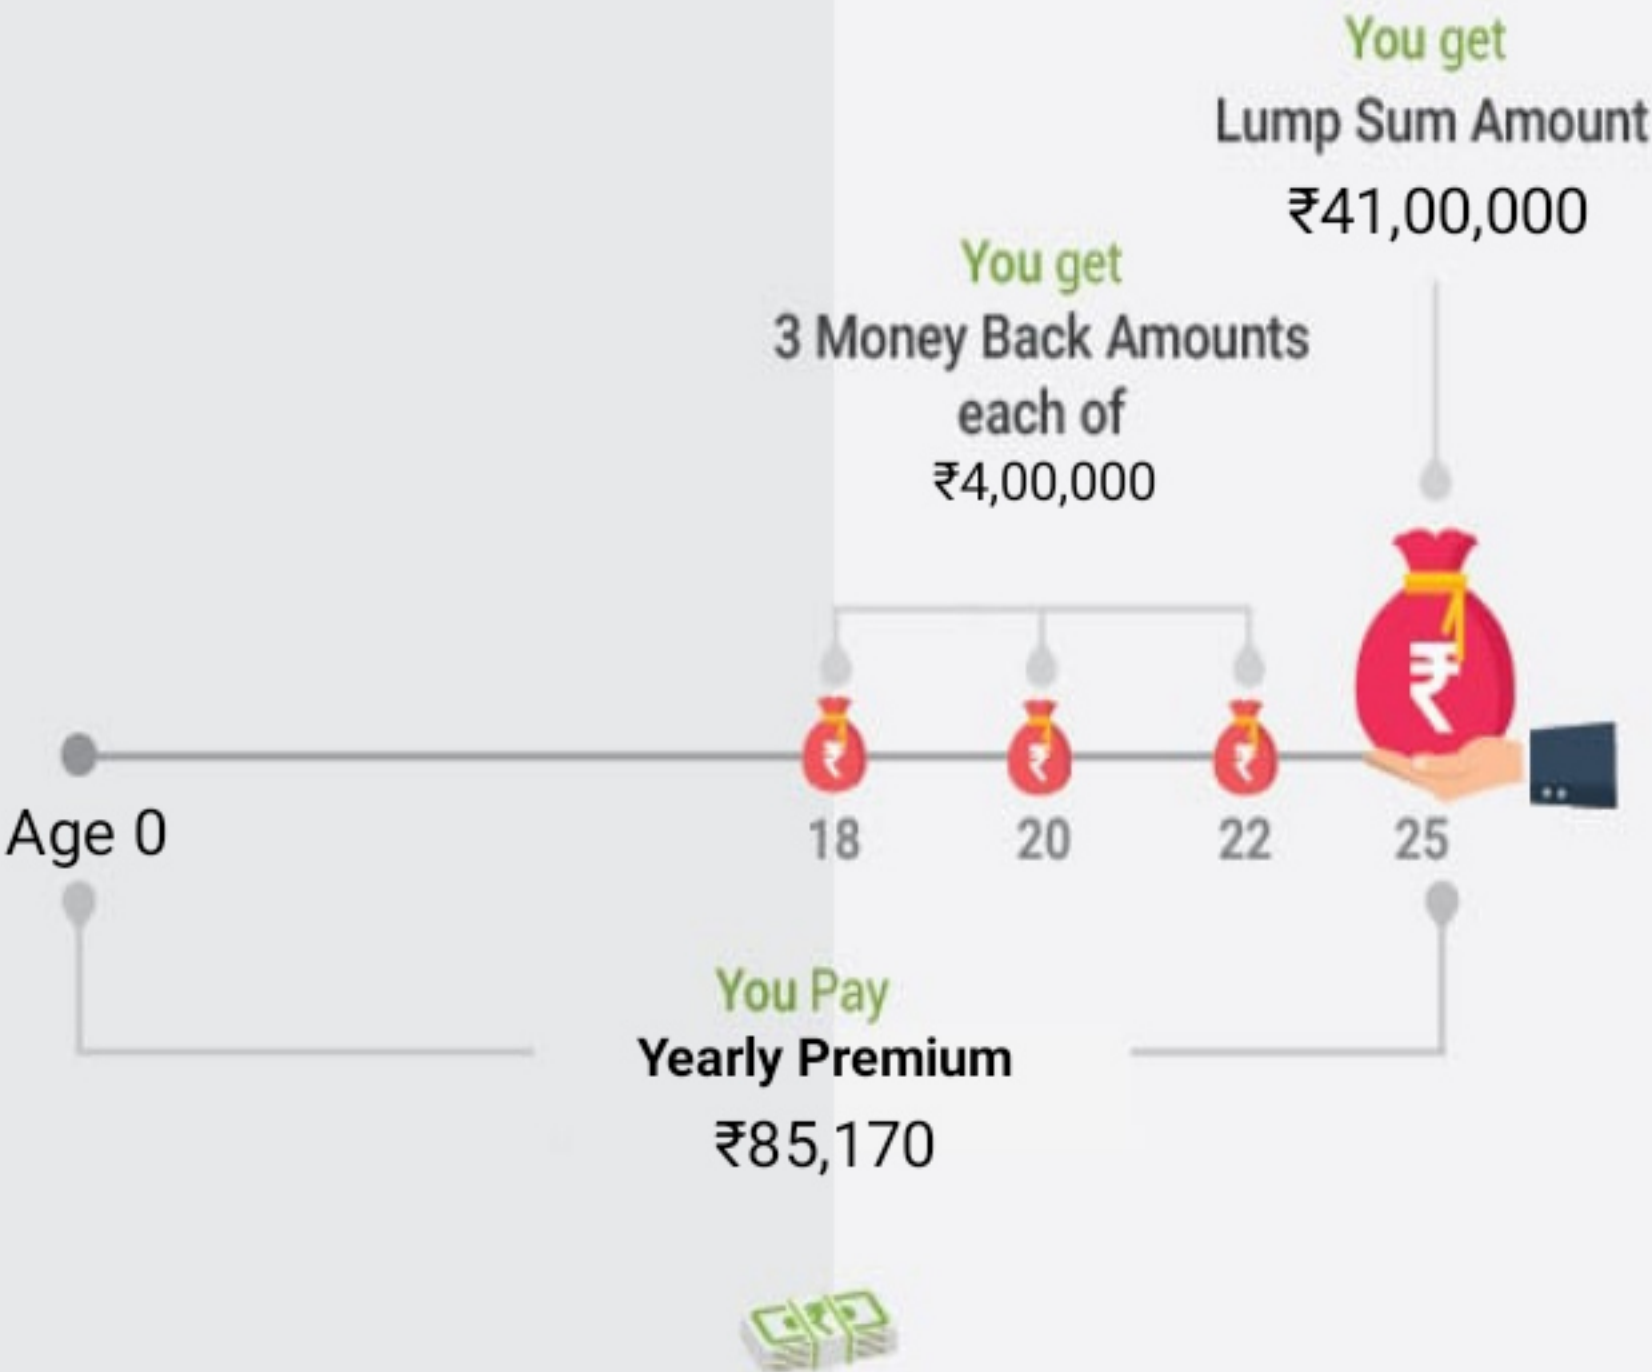 You get
Lump Sum Amount
₹41,00,000
You get
3 Money Back Amounts
each of
₹4,00,000
₹
₹ ₹ ₹
Age 0 18 20 22 25
You Pay
Yearly Premium
₹85,170
₹